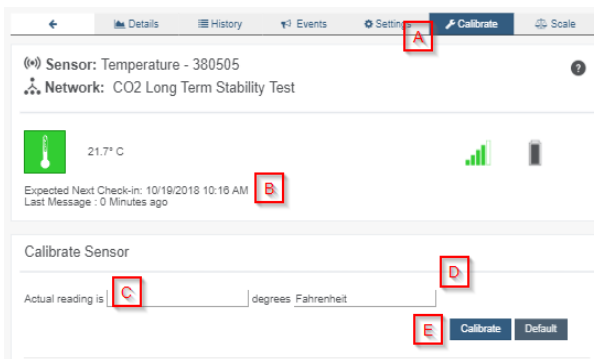 Details History Events Settings Calibrate Scale
A
Sensor: Temperature - 380505
Network: CO2 Long Term Stability Test
?
21.7° C
Expected Next Check-in: 10/19/2018 10:16 AM
B
Last Message : 0 Minutes ago
Calibrate Sensor
D
Actual reading is C degrees Fahrenheit
E Calibrate Default